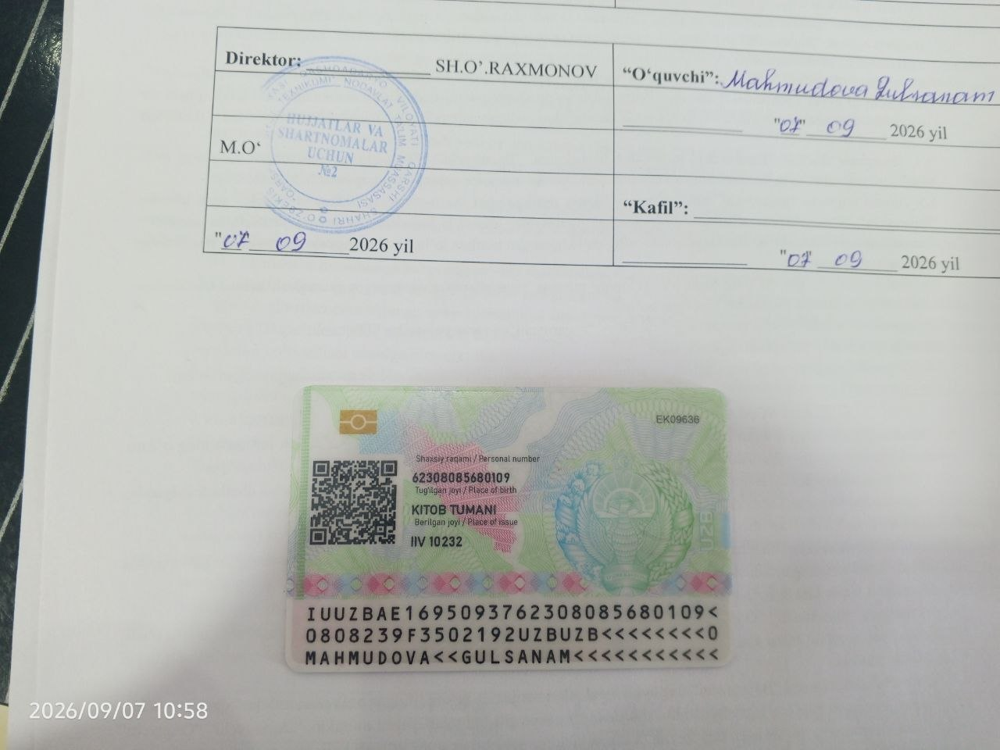 Direktor: ____________ SH.O’.RAXMONOV
“O‘quvchi”: Mahmudova Gulsanam
"07" 09 2026 yil
HUJJATLAR VA
SHARTNOMALAR
UCHUN
№2
M.O‘
“Kafil”:
"07" 09 2026 yil
"07" 09 2026 yil
EK09636
Shaxsiy raqami / Personal number
62308085680109
Tug'ilgan joyi / Place of birth
KITOB TUMANI
Berilgan joyi / Place of issue
IIV 10232
UZB
IUUZBAE1695093762308085680109<
0808239F3502192UZBUZB<<<<<<<<0
MAHMUDOVA<<GULSANAM<<<<<<<<<<<
2026/09/07 10:58